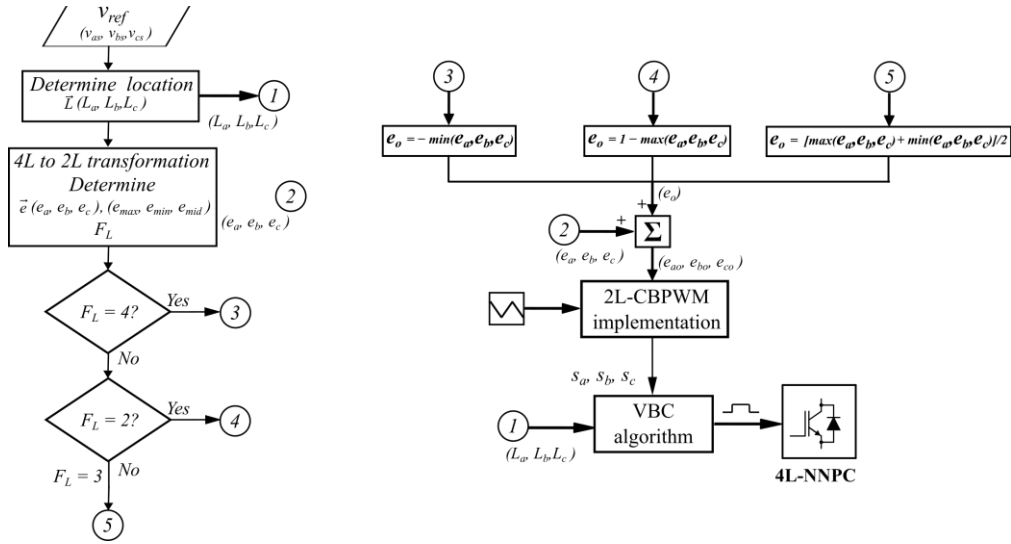 v_ref
(v_as, v_bs, v_cs)
Determine location
L⃗ (L_a, L_b, L_c)
1
(L_a, L_b, L_c)
4L to 2L transformation
Determine
e⃗ (e_a, e_b, e_c), (e_max, e_min, e_mid)
F_L
2
(e_a, e_b, e_c)
F_L = 4?
Yes
3
No
F_L = 2?
Yes
4
F_L = 3
No
5
3
4
5
e_o = − min(e_a,e_b,e_c)
e_o = 1 − max(e_a,e_b,e_c)
e_o = [max(e_a,e_b,e_c) + min(e_a,e_b,e_c)]/2
(e_o)
+
2
+
Σ
(e_a, e_b, e_c)
(e_ao, e_bo, e_co)
2L-CBPWM
implementation
s_a, s_b, s_c
1
VBC
algorithm
(L_a, L_b, L_c)
4L-NNPC